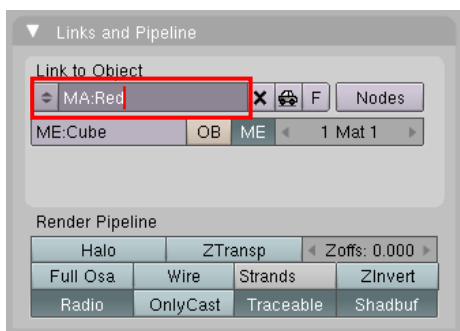 Links and Pipeline
Link to Object
MA:Red F Nodes
ME:Cube OB ME 1 Mat 1
Render Pipeline
Halo ZTransp Zoffs: 0.000
Full Osa Wire Strands ZInvert
Radio OnlyCast Traceable Shadbuf